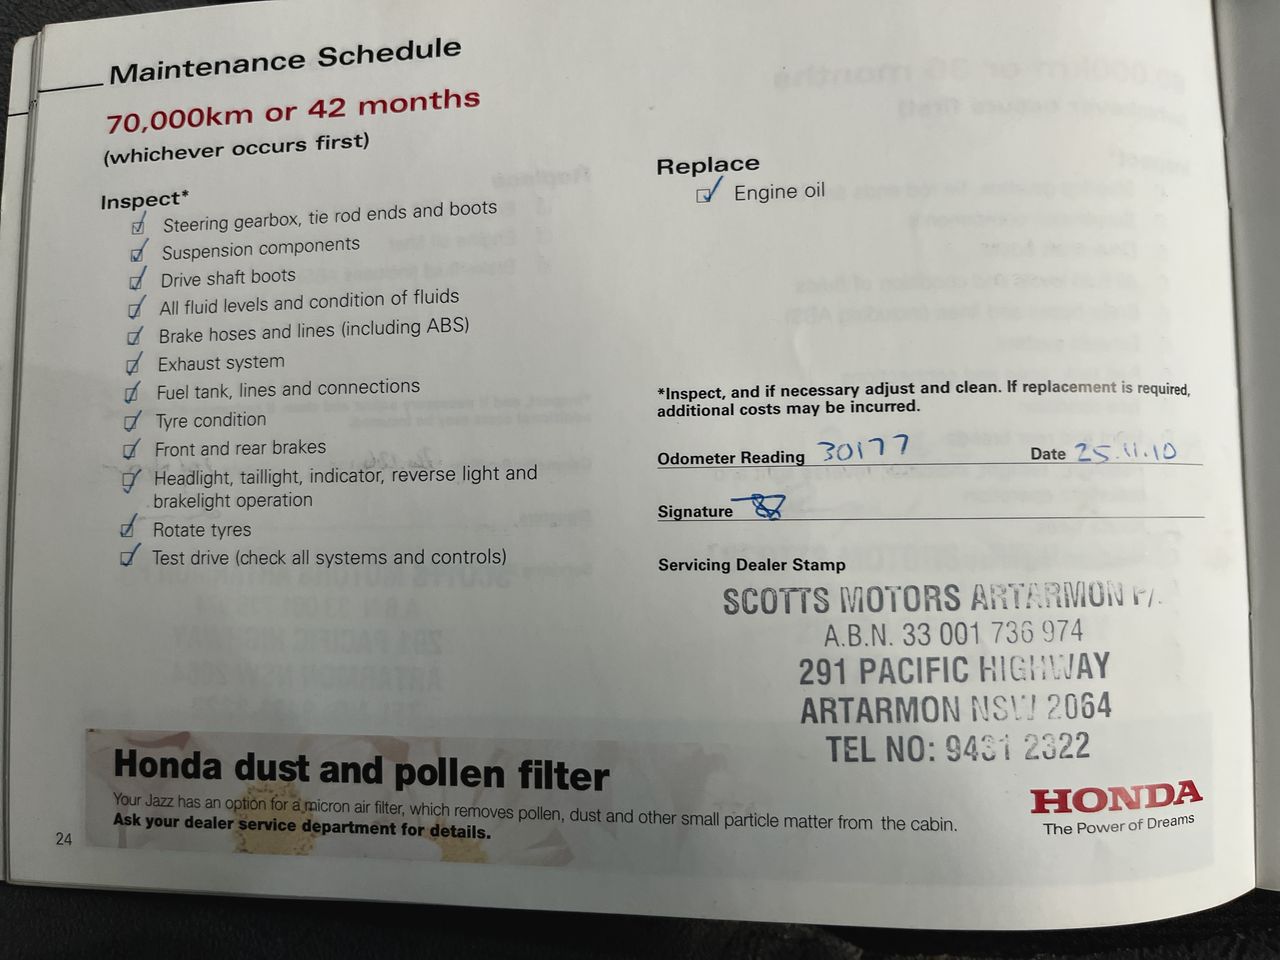 Maintenance Schedule
70,000km or 42 months
(whichever occurs first)
Inspect*
Steering gearbox, tie rod ends and boots
Suspension components
Drive shaft boots
All fluid levels and condition of fluids
Brake hoses and lines (including ABS)
Exhaust system
Fuel tank, lines and connections
Tyre condition
Front and rear brakes
Headlight, taillight, indicator, reverse light and
brakelight operation
Rotate tyres
Test drive (check all systems and controls)
Replace
Engine oil
*Inspect, and if necessary adjust and clean. If replacement is required,
additional costs may be incurred.
Odometer Reading 30177 Date 25.11.10
Signature
Servicing Dealer Stamp
SCOTTS MOTORS ARTARMON P/.
A.B.N. 33 001 736 974
291 PACIFIC HIGHWAY
ARTARMON NSW 2064
TEL NO: 9431 2322
Honda dust and pollen filter
Your Jazz has an option for a micron air filter, which removes pollen, dust and other small particle matter from the cabin.
Ask your dealer service department for details.
HONDA
The Power of Dreams
24